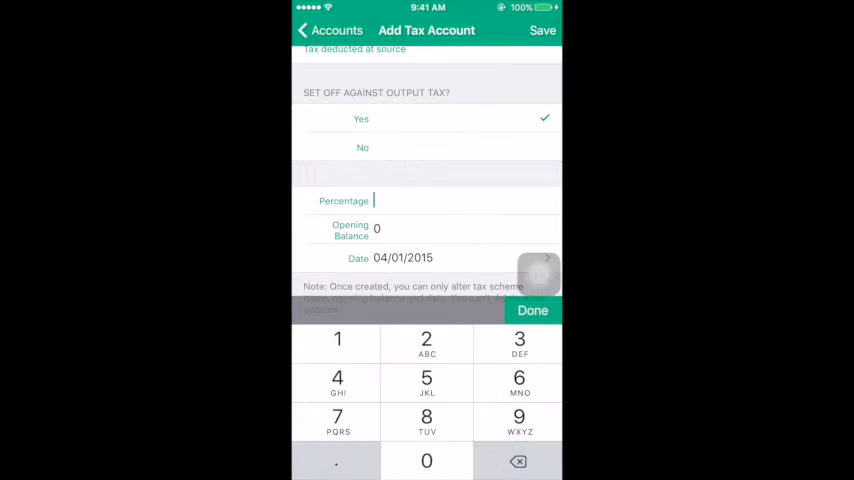 9:41 AM 100%
Accounts Add Tax Account Save
Tax deducted at source
SET OFF AGAINST OUTPUT TAX?
Yes
No
Percentage
Opening Balance 0
Date 04/01/2015
Note: Once created, you can only alter tax scheme
Done
1 2 3
ABC DEF
4 5 6
GHI JKL MNO
7 8 9
PQRS TUV WXYZ
. 0